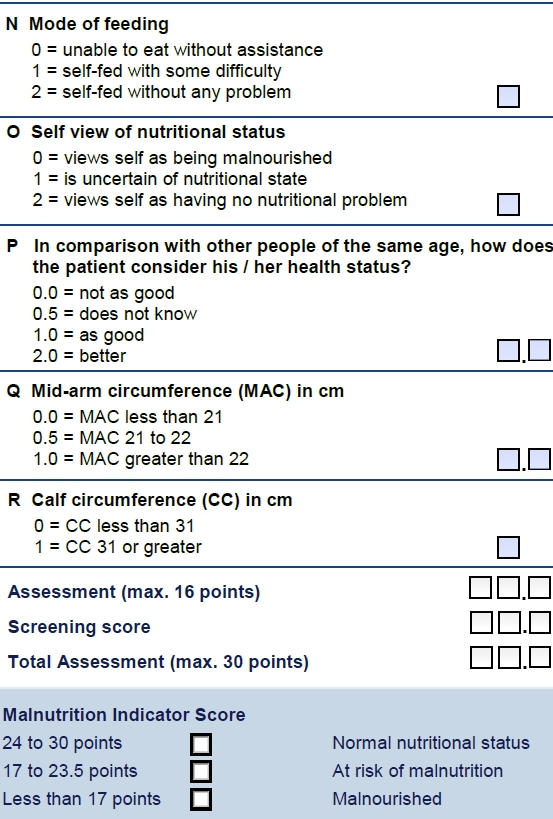 N Mode of feeding
0 = unable to eat without assistance
1 = self-fed with some difficulty
2 = self-fed without any problem
O Self view of nutritional status
0 = views self as being malnourished
1 = is uncertain of nutritional state
2 = views self as having no nutritional problem
P In comparison with other people of the same age, how does
the patient consider his / her health status?
0.0 = not as good
0.5 = does not know
1.0 = as good
2.0 = better
.
Q Mid-arm circumference (MAC) in cm
0.0 = MAC less than 21
0.5 = MAC 21 to 22
1.0 = MAC greater than 22
.
R Calf circumference (CC) in cm
0 = CC less than 31
1 = CC 31 or greater
Assessment (max. 16 points) .
Screening score .
Total Assessment (max. 30 points) .
Malnutrition Indicator Score
24 to 30 points Normal nutritional status
17 to 23.5 points At risk of malnutrition
Less than 17 points Malnourished